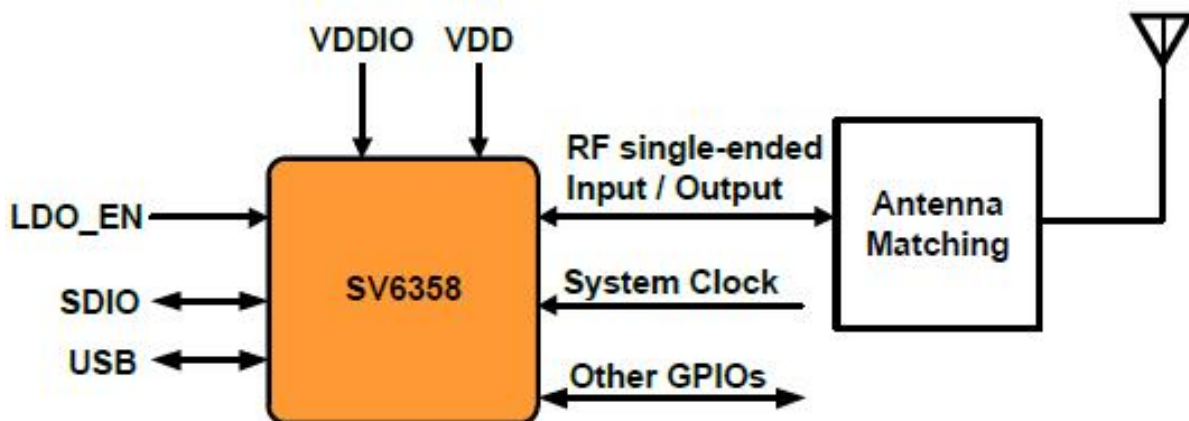 VDDIO VDD
RF single-ended
Input / Output
LDO_EN
Antenna
Matching
SV6358
System Clock
SDIO
USB
Other GPIOs